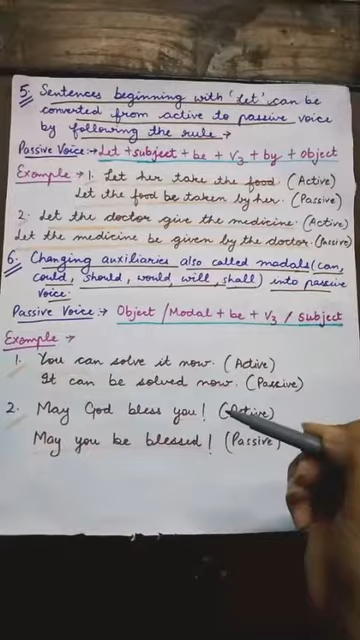 5. Sentences beginning with 'Let' can be
converted from active to passive voice
by following the rule →
Passive Voice:→ Let + subject + be + V3 + by + object
Example → 1. Let her take the food. (Active)
Let the food be taken by her. (Passive)
2. Let the doctor give the medicine. (Active)
Let the medicine be given by the doctor. (Passive)
6. Changing auxiliaries also called modals (can,
could, should, would, will, shall) into passive
voice.
Passive Voice:→ Object / Modal + be + V3 / subject
Example →
1. You can solve it now. (Active)
It can be solved now. (Passive)
2. May God bless you! (Active)
May you be blessed! (Passive)